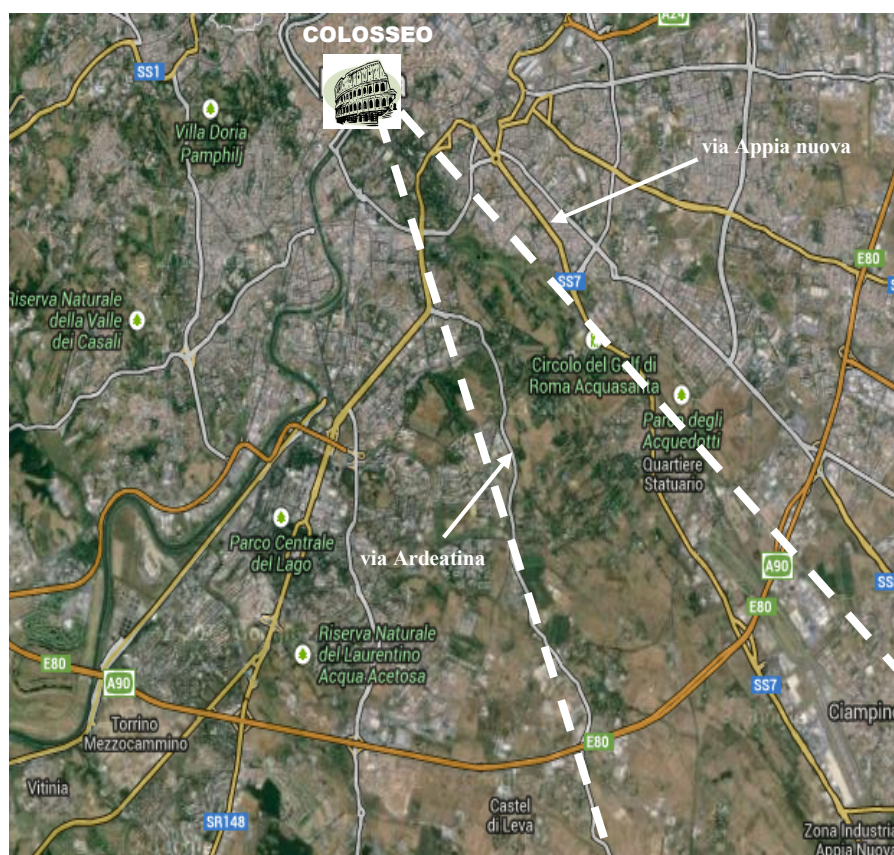 A24
COLOSSEO
SS1
Villa Doria
Pamphilj
via Appia nuova
E80
SS7
Riserva Naturale
della Valle
dei Casali
Circolo del Golf di
Roma Acquasanta
Parco degli
Acquedotti
Quartiere
Statuario
Parco Centrale
del Lago
via Ardeatina
A90
E80
Riserva Naturale
del Laurentino
Acqua Acetosa
E80
A90
SS7
Torrino
Mezzocammino
Ciampino
E80
Vitinia
Castel
di Leva
SR148
Zona Industria
Appia Nuova